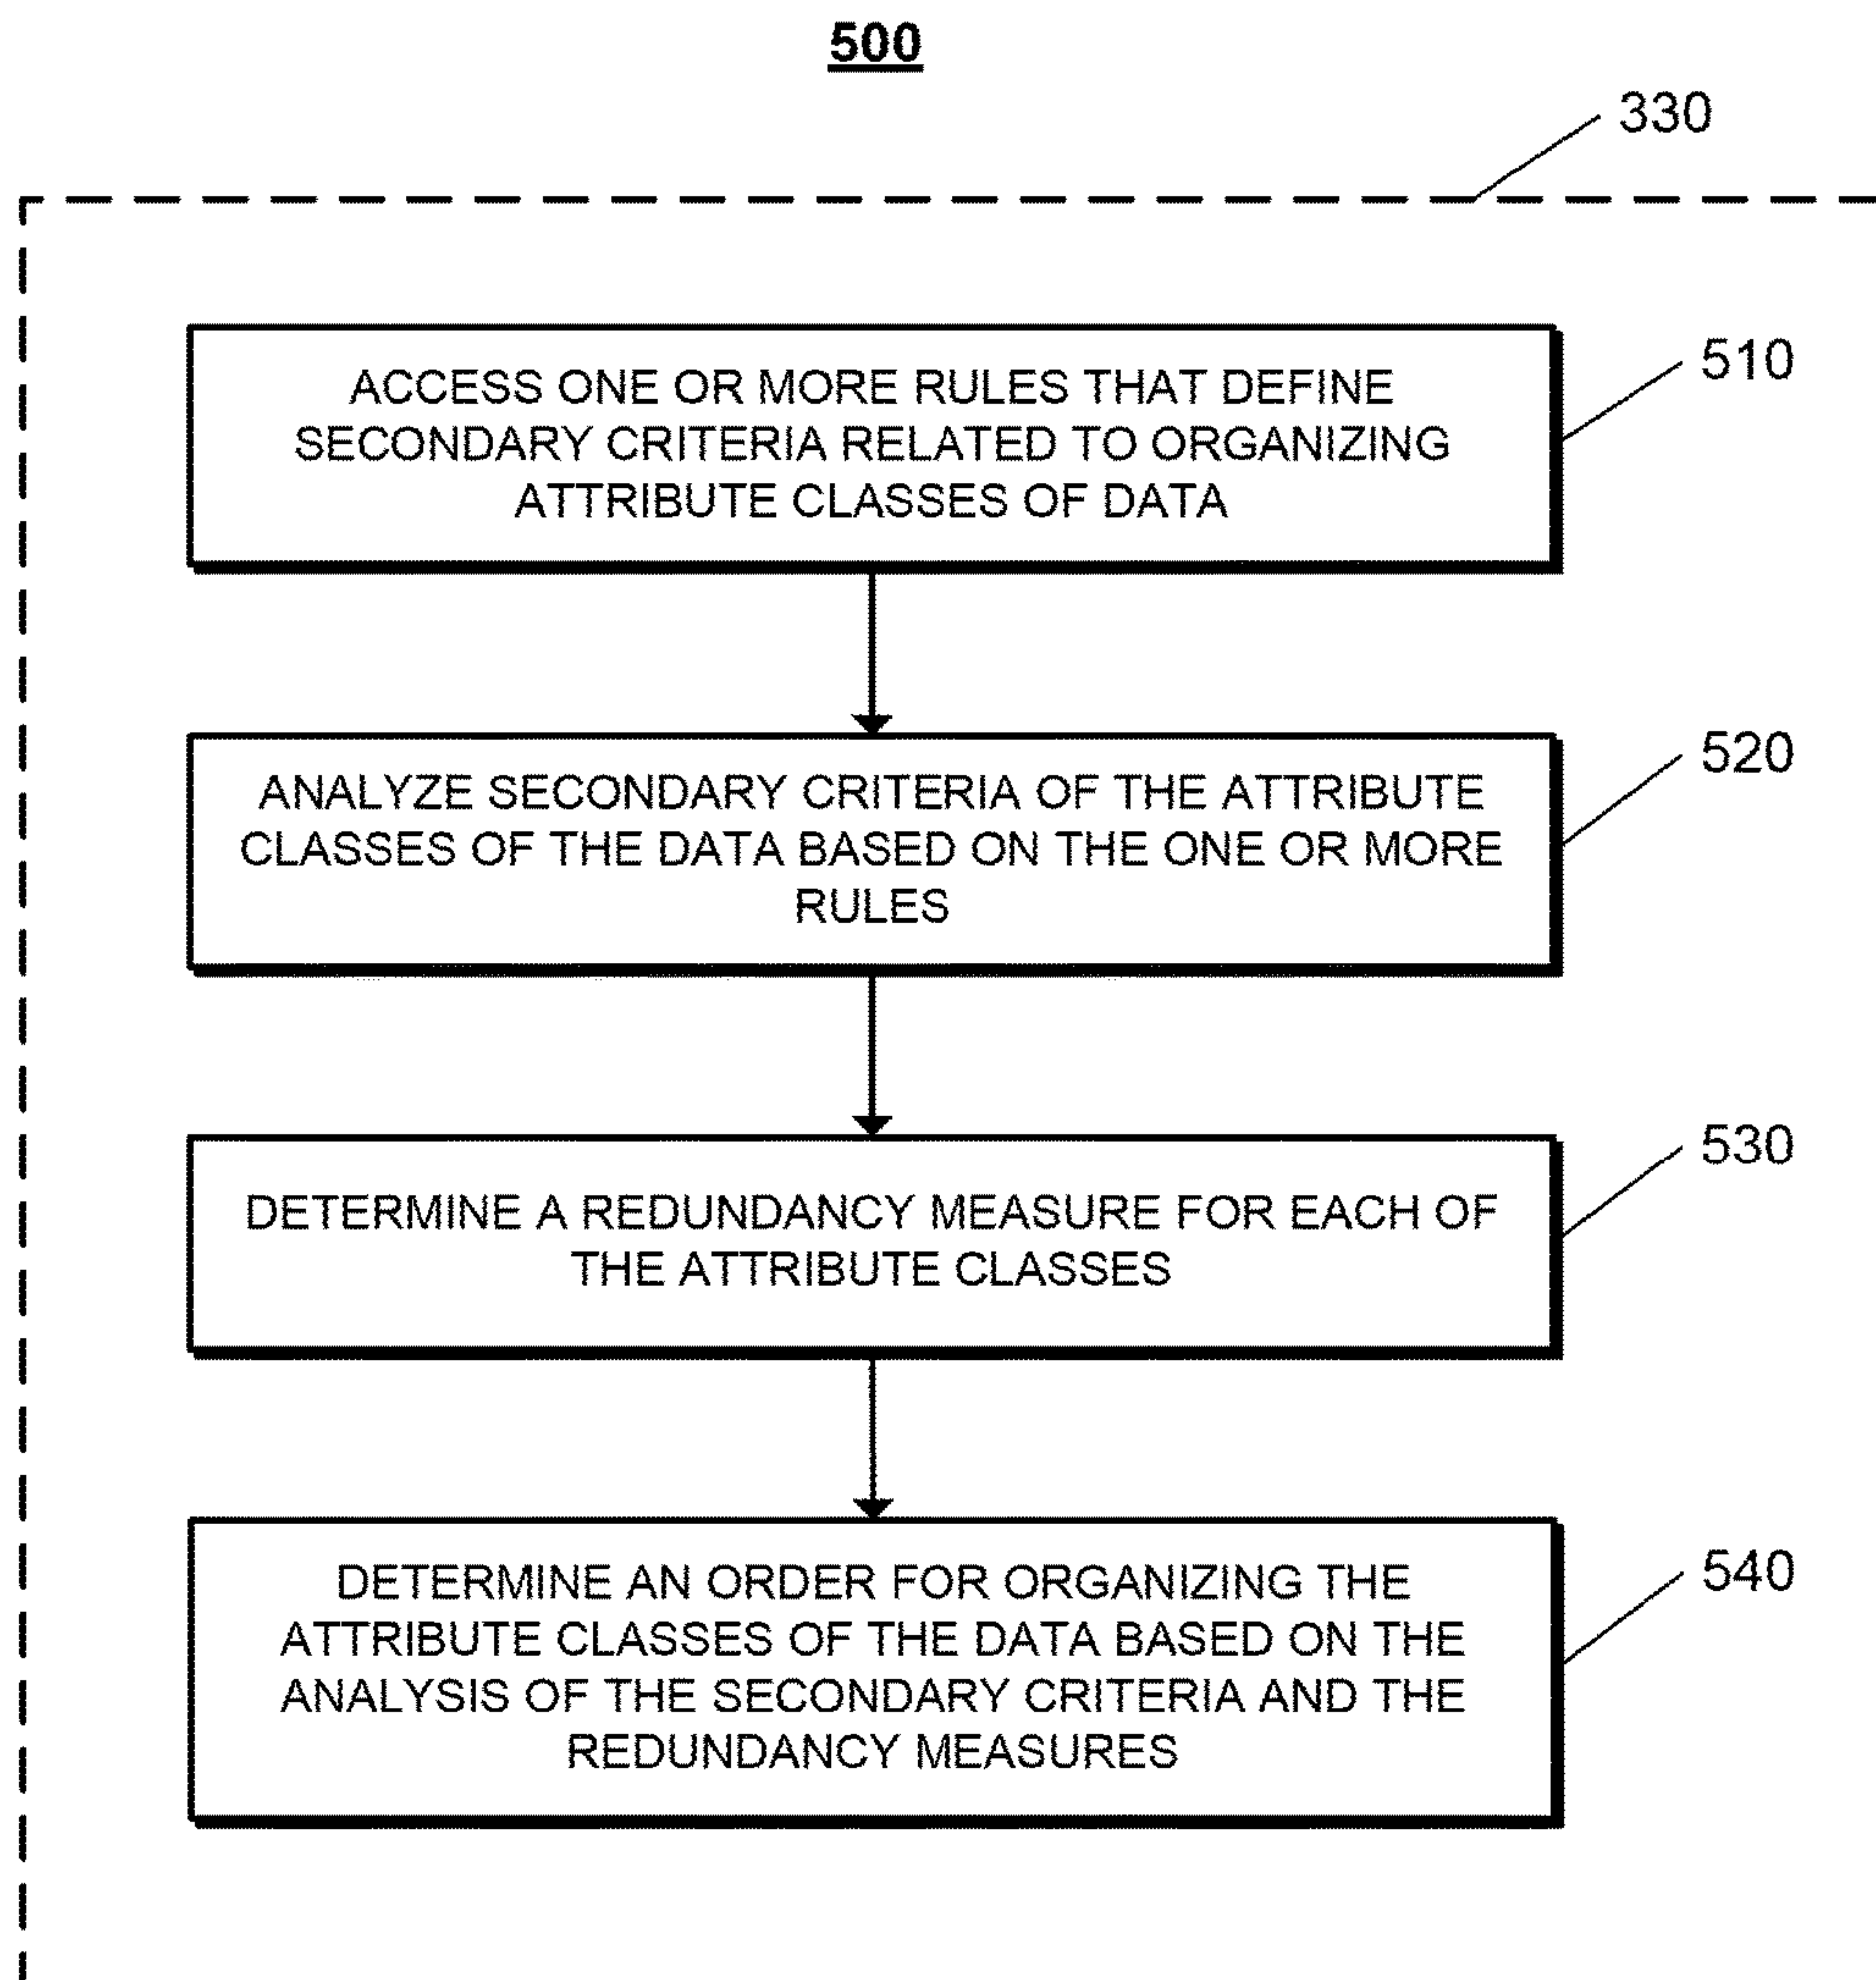 500
330
ACCESS ONE OR MORE RULES THAT DEFINE
SECONDARY CRITERIA RELATED TO ORGANIZING
ATTRIBUTE CLASSES OF DATA
510
ANALYZE SECONDARY CRITERIA OF THE ATTRIBUTE
CLASSES OF THE DATA BASED ON THE ONE OR MORE
RULES
520
DETERMINE A REDUNDANCY MEASURE FOR EACH OF
THE ATTRIBUTE CLASSES
530
DETERMINE AN ORDER FOR ORGANIZING THE
ATTRIBUTE CLASSES OF THE DATA BASED ON THE
ANALYSIS OF THE SECONDARY CRITERIA AND THE
REDUNDANCY MEASURES
540